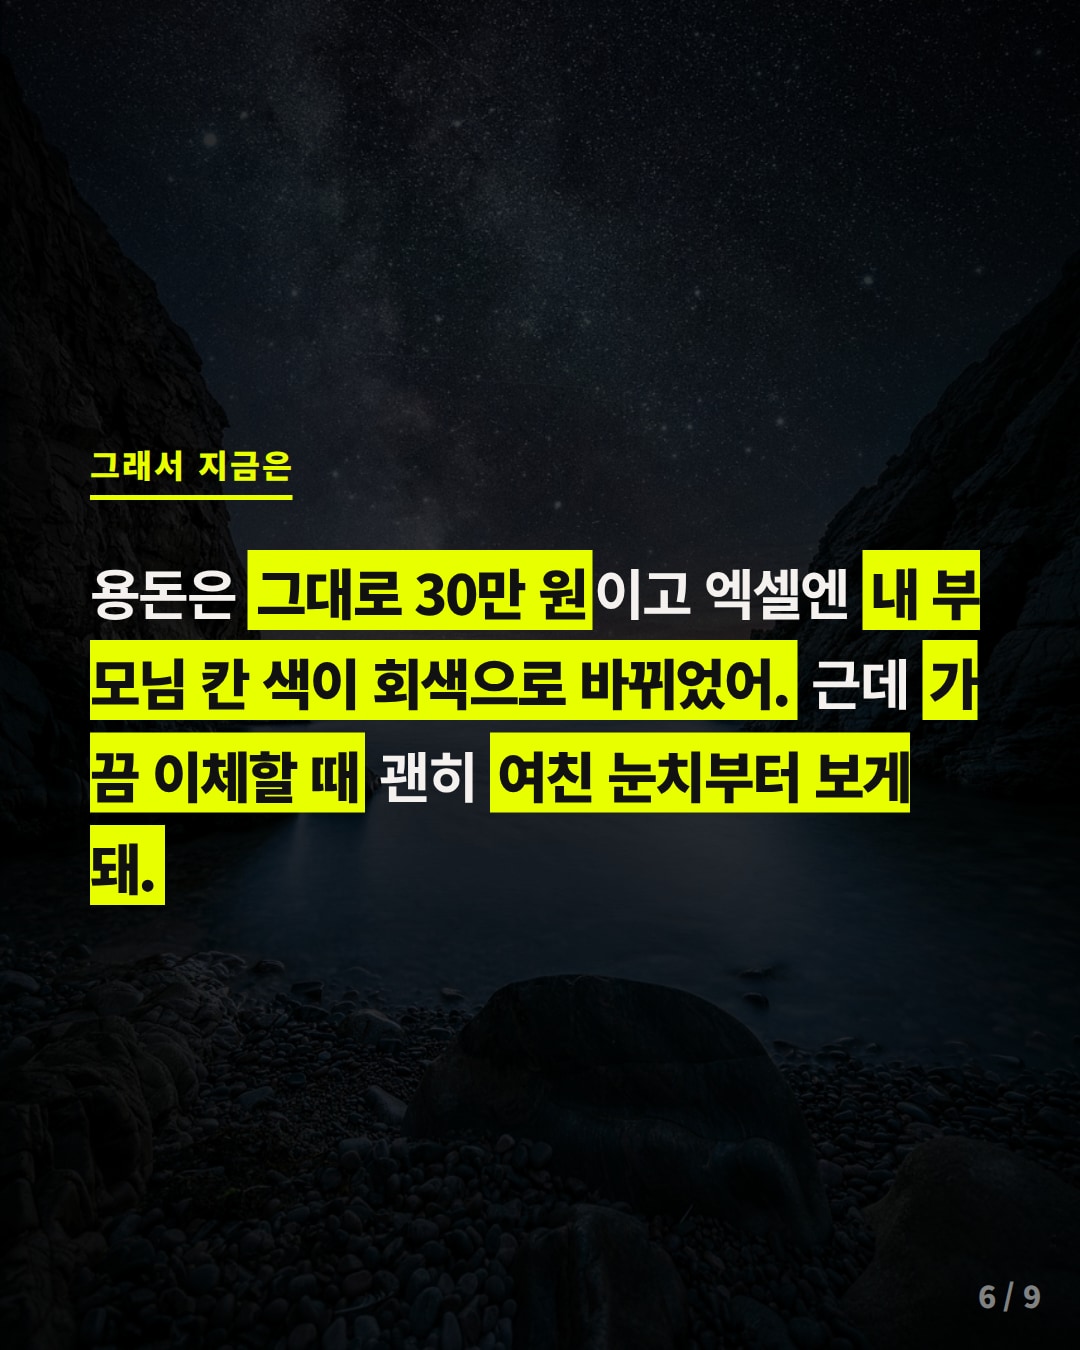 그래서 지금은
용돈은 그대로 30만 원이고 엑셀엔 내 부
모님 칸 색이 회색으로 바뀌었어. 근데 가
끔 이체할 때 괜히 여친 눈치부터 보게
돼.
6 / 9